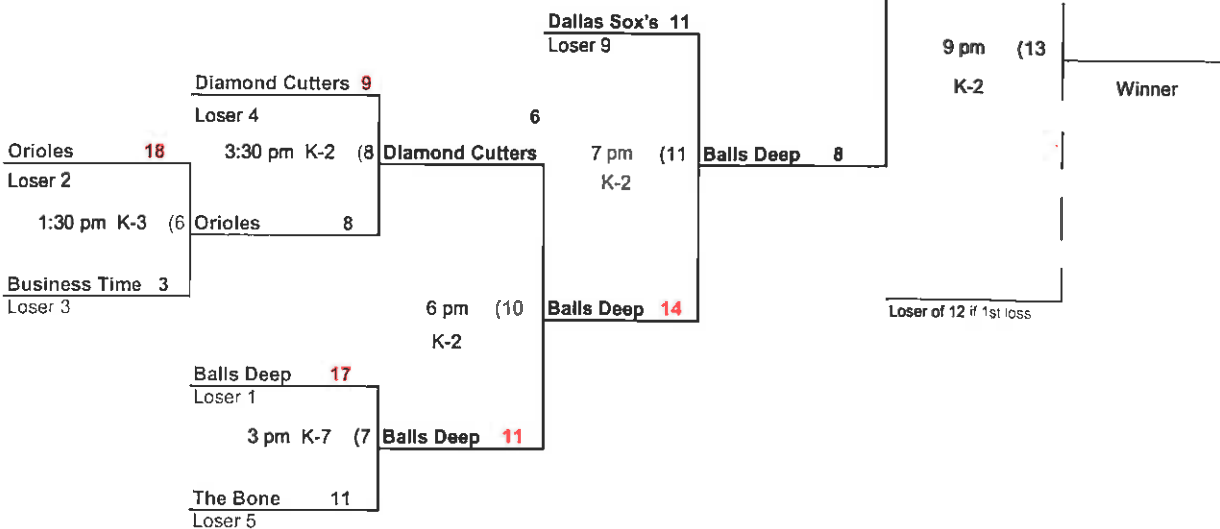 Dallas Sox's 11
Loser 9
9 pm (13
K-2
Winner
Diamond Cutters 9
Loser 4
6
Orioles 18
3:30 pm K-2 (8
Diamond Cutters
7 pm (11
K-2
Balls Deep 8
Loser 2
1:30 pm K-3 (6
Orioles 8
Business Time 3
Loser 3
6 pm (10
K-2
Balls Deep 14
Loser of 12 if 1st loss
Balls Deep 17
Loser 1
3 pm K-7 (7
Balls Deep 11
The Bone 11
Loser 5